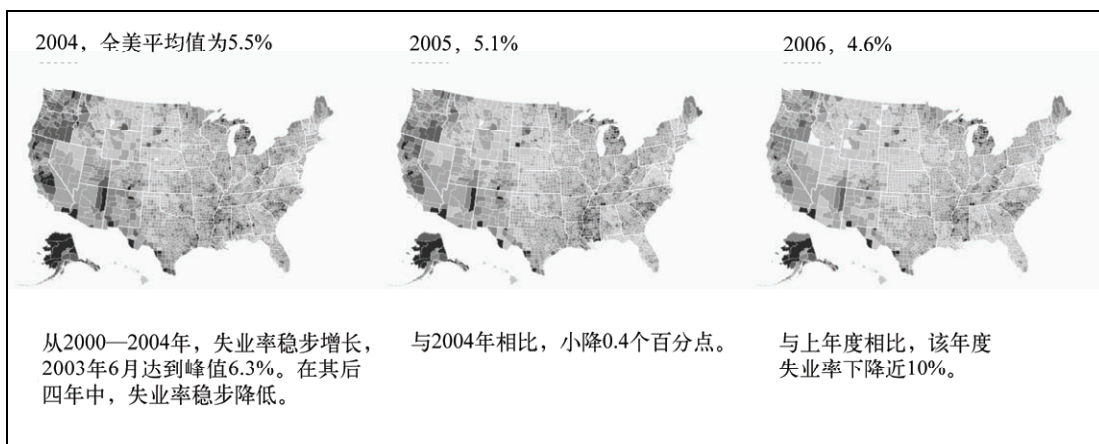 2004，全美平均值为5.5%
2005，5.1%
2006，4.6%
从2000—2004年，失业率稳步增长，
2003年6月达到峰值6.3%。在其后
四年中，失业率稳步降低。
与2004年相比，小降0.4个百分点。
与上年度相比，该年度
失业率下降近10%。